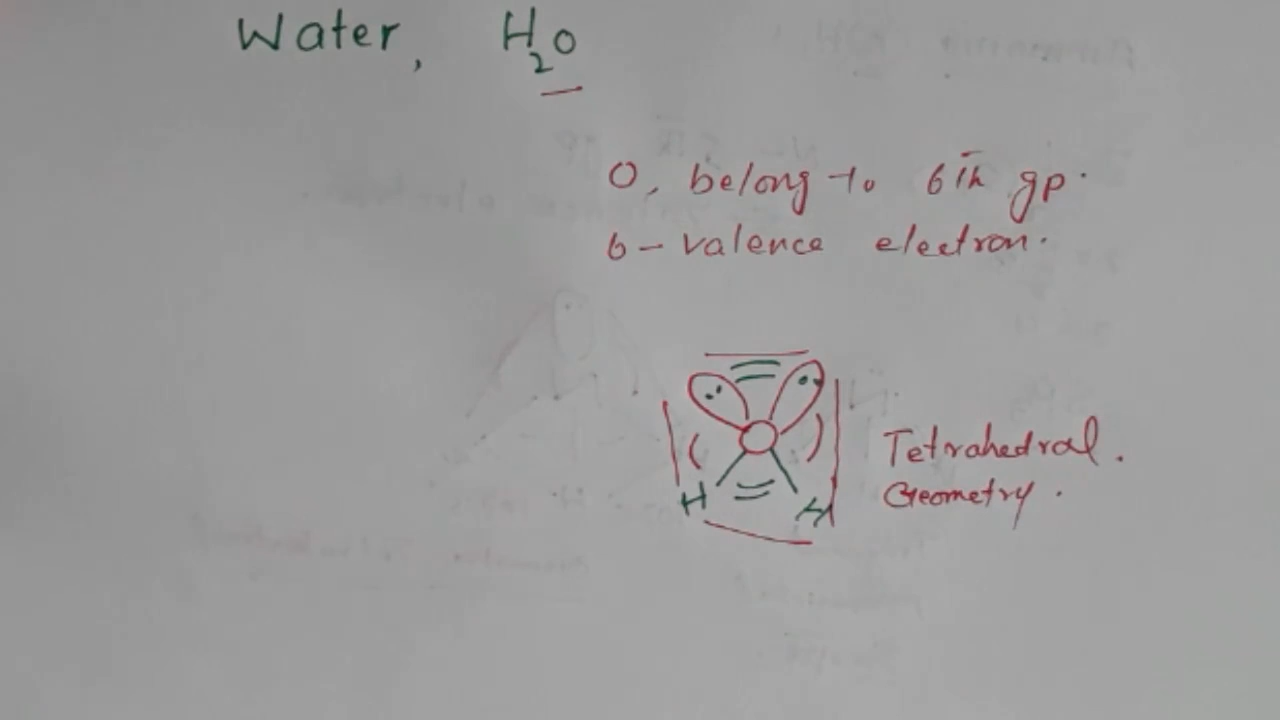 Water, H₂O
O, belong to 6th gp.
6 - valence electron.
H H
Tetrahedral.
Geometry.